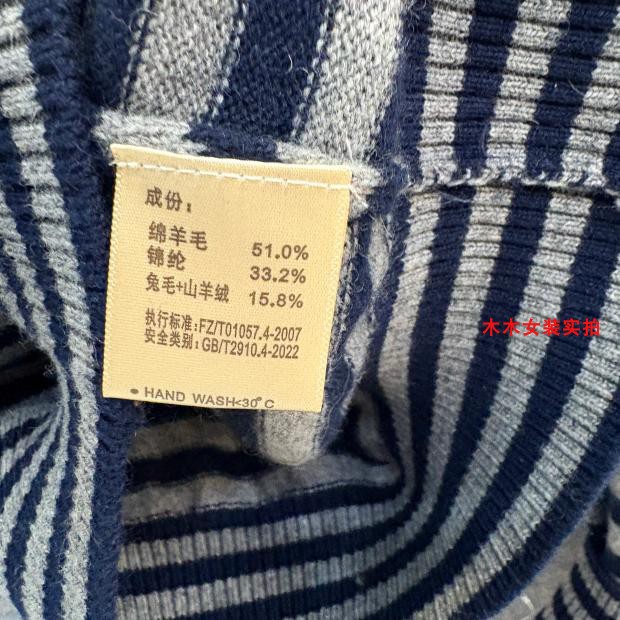 成份：
绵羊毛 51.0%
锦纶 33.2%
兔毛+山羊绒 15.8%
执行标准:FZ/T01057.4-2007
安全类别:GB/T2910.4-2022
• HAND WASH<30°C
木木女装实拍